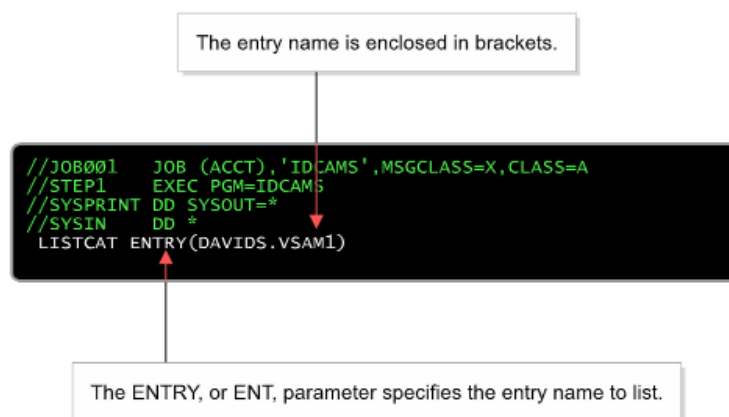 The entry name is enclosed in brackets.
//JOB001   JOB (ACCT),'IDCAMS',MSGCLASS=X,CLASS=A
//STEP1    EXEC PGM=IDCAMS
//SYSPRINT DD SYSOUT=*
//SYSIN    DD *
 LISTCAT ENTRY(DAVIDS.VSAM1)
The ENTRY, or ENT, parameter specifies the entry name to list.